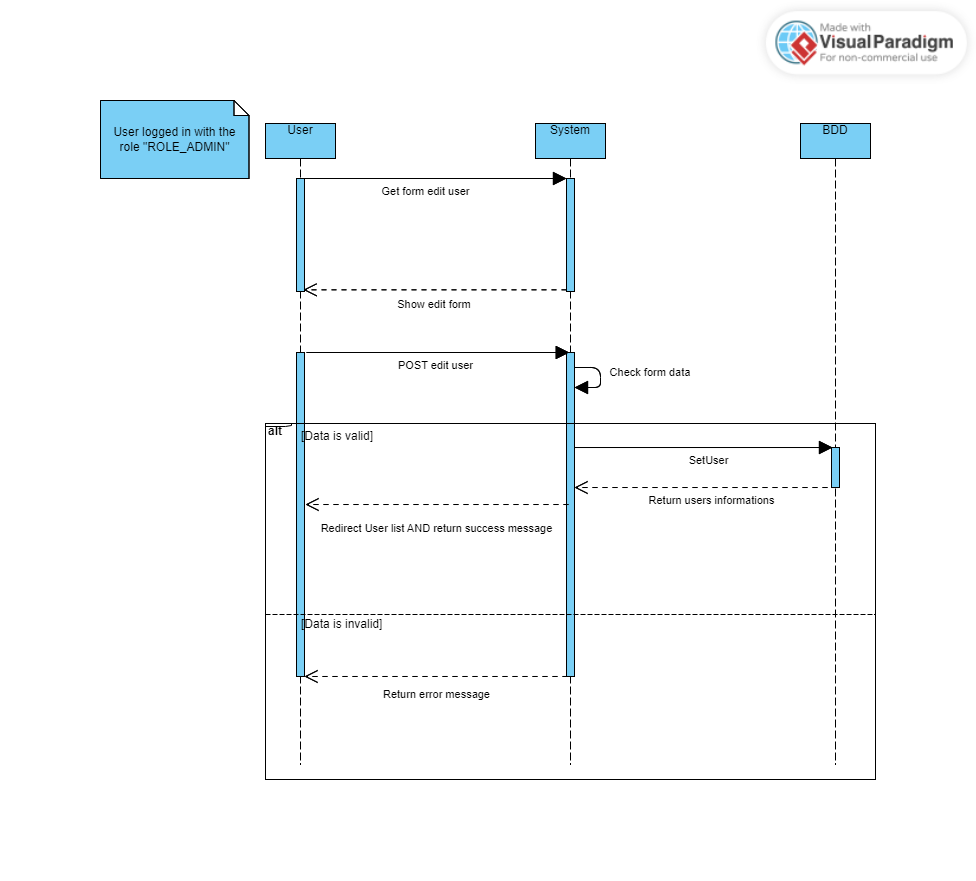 Made with
VisualParadigm
For non-commercial use
User logged in with the
role "ROLE_ADMIN"
User
System
BDD
Get form edit user
Show edit form
POST edit user
Check form data
alt
[Data is valid]
SetUser
Return users informations
Redirect User list AND return success message
[Data is invalid]
Return error message